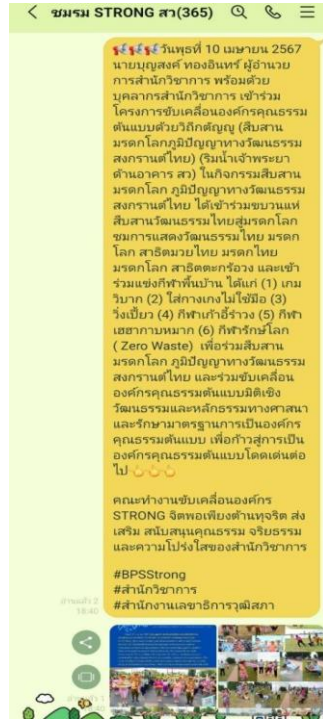 ชมรม STRONG สว(365)
วันพุธที่ 10 เมษายน 2567
นายบุญสงค์ ทองอินทร์ ผู้อำนวย
การสำนักวิชาการ พร้อมด้วย
บุคลากรสำนักวิชาการ เข้าร่วม
โครงการขับเคลื่อนองค์กรคุณธรรม
ต้นแบบด้วยวิถีกตัญญู (สืบสาน
มรดกโลกภูมิปัญญาทางวัฒนธรรม
สงกรานต์ไทย) (ริมน้ำเจ้าพระยา
ด้านอาคาร สว) ในกิจกรรมสืบสาน
มรดกโลก ภูมิปัญญาทางวัฒนธรรม
สงกรานต์ไทย ได้เข้าร่วมขบวนแห่
สืบสานวัฒนธรรมไทยสู่มรดกโลก
ชมการแสดงวัฒนธรรมไทย มรดก
โลก สาธิตมวยไทย มรดกไทย
มรดกโลก สาธิตตะกร้อวง และเข้า
ร่วมแข่งกีฬาพื้นบ้าน ได้แก่ (1) เกม
วิบาก (2) ใส่กางเกงไม่ใช้มือ (3)
วิ่งเปี้ยว (4) กีฬาเก้าอี้รำวง (5) กีฬา
เฮฮากาบหมาก (6) กีฬารักษ์โลก
( Zero Waste) เพื่อร่วมสืบสาน
มรดกโลก ภูมิปัญญาทางวัฒนธรรม
สงกรานต์ไทย และร่วมขับเคลื่อน
องค์กรคุณธรรมต้นแบบมิติเชิง
วัฒนธรรมและหลักธรรมทางศาสนา
และรักษามาตรฐานการเป็นองค์กร
คุณธรรมต้นแบบ เพื่อก้าวสู่การเป็น
องค์กรคุณธรรมต้นแบบโดดเด่นต่อ
ไป
คณะทำงานขับเคลื่อนองค์กร
STRONG จิตพอเพียงต้านทุจริต ส่ง
เสริม สนับสนุนคุณธรรม จริยธรรม
และความโปร่งใสของสำนักวิชาการ
#BPSStrong
#สำนักวิชาการ
#สำนักงานเลขาธิการวุฒิสภา
อ่านแล้ว 2
18:40